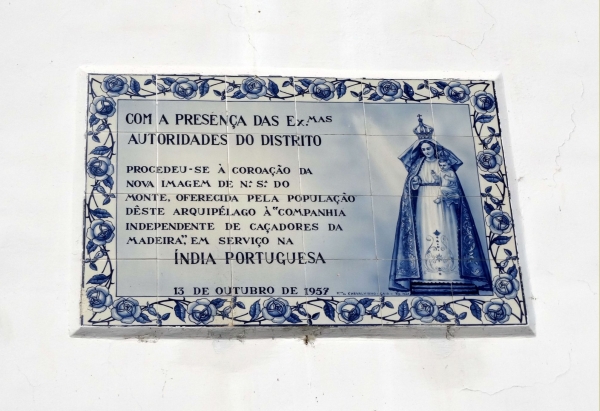 COM A PRESENÇA DAS Ex.MAS
AUTORIDADES DO DISTRITO
PROCEDEU-SE À COROAÇÃO DA
NOVA IMAGEM DE N.ª S.ª DO
MONTE, OFERECIDA PELA POPULAÇÃO
DÊSTE ARQUIPÉLAGO À "COMPANHIA
INDEPENDENTE DE CAÇADORES DA
MADEIRA", EM SERVIÇO NA
ÍNDIA PORTUGUESA
13 DE OUTUBRO DE 1957